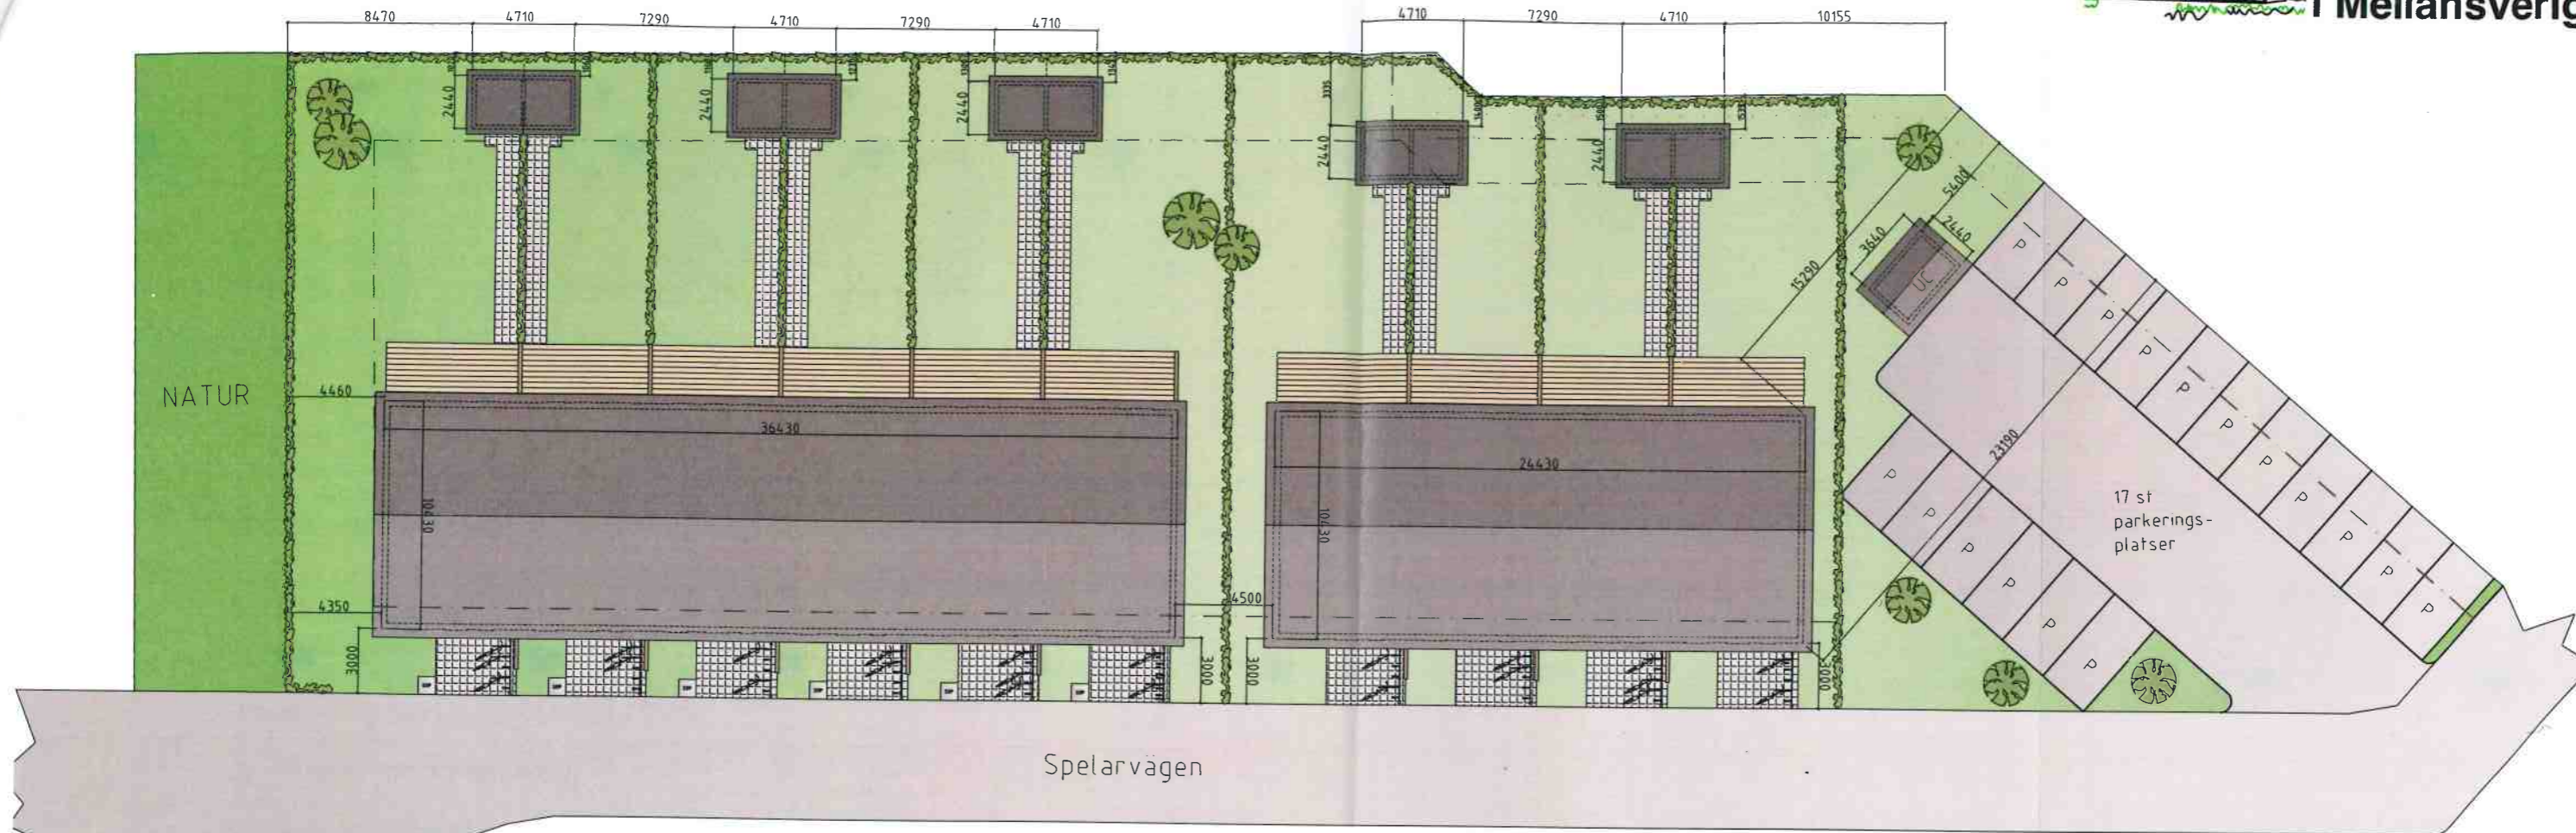 i Mellansverig
8470 4710 7290 4710 7290 4710 4710 7290 4710 10155
2440 2440 2440 3335 2440 2440
5400
3640 2440
UC
15290
P P P P P P P P P P P
23190
P P P P P P
17 st
parkerings-
platser
NATUR
4460
36430
24430
10430
10430
4350
4500
3000 3000 3000 3000
Spelarvägen